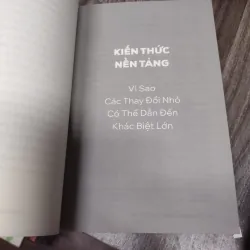 KIẾN THỨC
NỀN TẢNG
Vì Sao
Các Thay Đổi Nhỏ
Có Thể Dẫn Đến
Khác Biệt Lớn